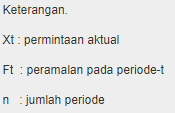 Keterangan.
Xt : permintaan aktual
Ft : peramalan pada periode-t
n : jumlah periode